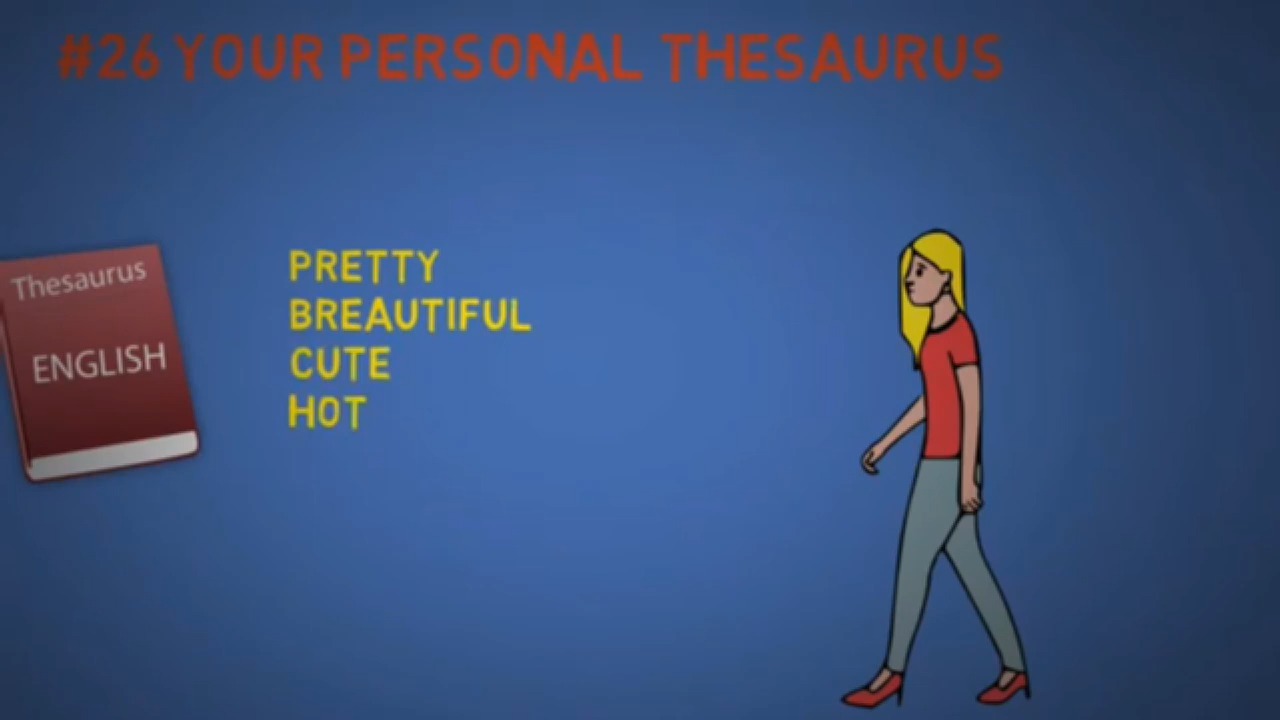 #26 YOUR PERSONAL THESAURUS
Thesaurus
ENGLISH
PRETTY
BREAUTIFUL
CUTE
HOT